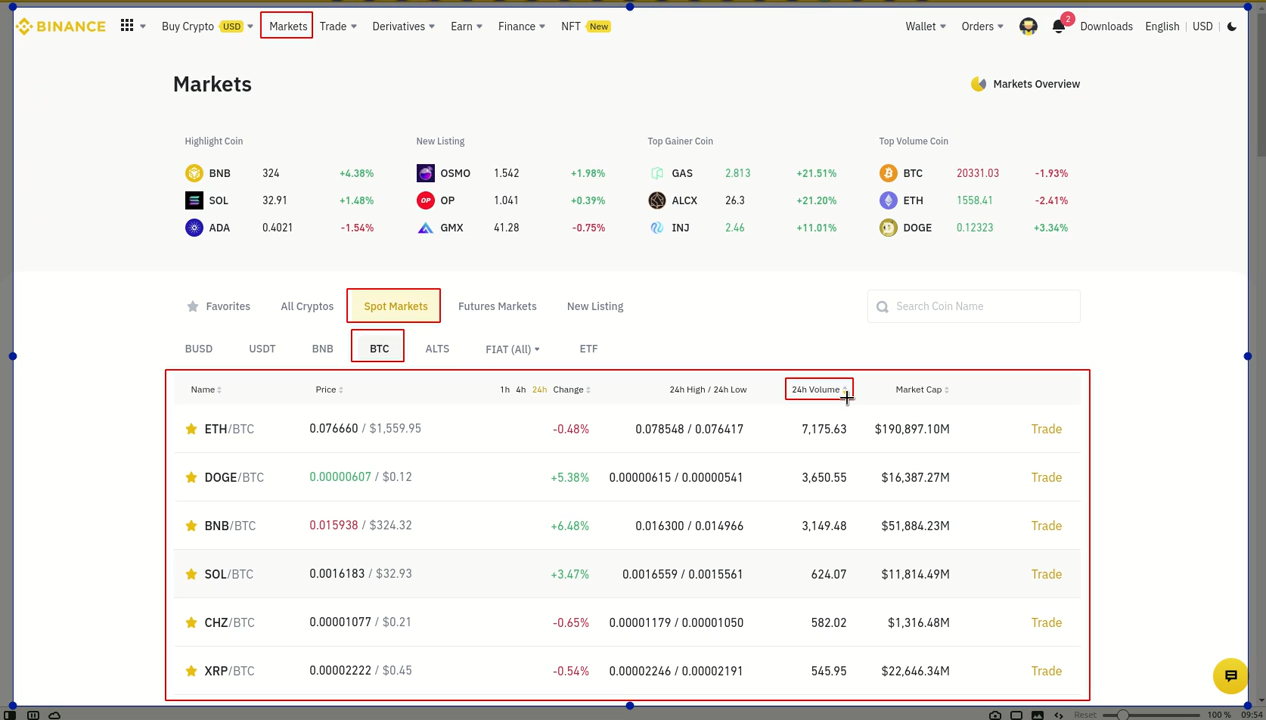 BINANCE Buy Crypto USD Markets Trade Derivatives Earn Finance NFT New Wallet Orders 2 Downloads English | USD
Markets
Markets Overview
Highlight Coin New Listing Top Gainer Coin Top Volume Coin
BNB 324 +4.38% OSMO 1.542 +1.98% GAS 2.813 +21.51% BTC 20331.03 -1.93%
SOL 32.91 +1.48% OP OP 1.041 +0.39% ALCX 26.3 +21.20% ETH 1558.41 -2.41%
ADA 0.4021 -1.54% GMX 41.28 -0.75% INJ 2.46 +11.01% DOGE 0.12323 +3.34%
Favorites All Cryptos Spot Markets Futures Markets New Listing Search Coin Name
BUSD USDT BNB BTC ALTS FIAT (All) ETF
Name Price 1h 4h 24h Change 24h High / 24h Low 24h Volume Market Cap
ETH/BTC 0.076660 / $1,559.95 -0.48% 0.078548 / 0.076417 7,175.63 $190,897.10M Trade
DOGE/BTC 0.00000607 / $0.12 +5.38% 0.00000615 / 0.00000541 3,650.55 $16,387.27M Trade
BNB/BTC 0.015938 / $324.32 +6.48% 0.016300 / 0.014966 3,149.48 $51,884.23M Trade
SOL/BTC 0.0016183 / $32.93 +3.47% 0.0016559 / 0.0015561 624.07 $11,814.49M Trade
CHZ/BTC 0.00001077 / $0.21 -0.65% 0.00001179 / 0.00001050 582.02 $1,316.48M Trade
XRP/BTC 0.00002222 / $0.45 -0.54% 0.00002246 / 0.00002191 545.95 $22,646.34M Trade
Reset 100 % 09:54